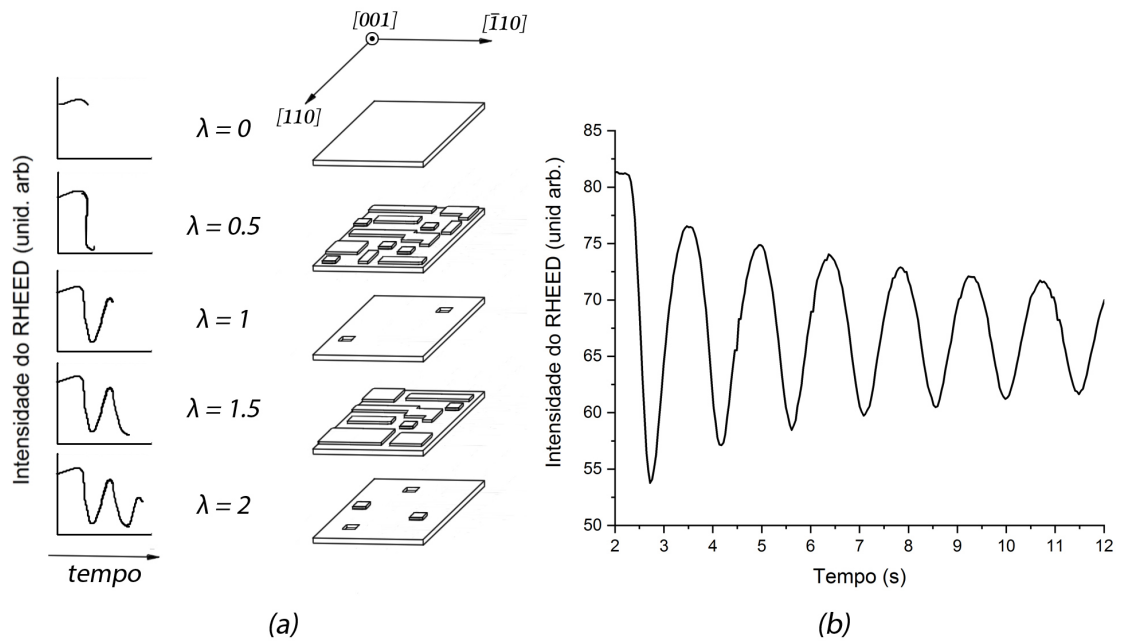 [001]
[1̄10]
[110]
Intensidade do RHEED (unid. arb)
λ = 0
λ = 0.5
λ = 1
λ = 1.5
λ = 2
tempo
(a)
Intensidade do RHEED (unid arb.)
85
80
75
70
65
60
55
50
2 3 4 5 6 7 8 9 10 11 12
Tempo (s)
(b)